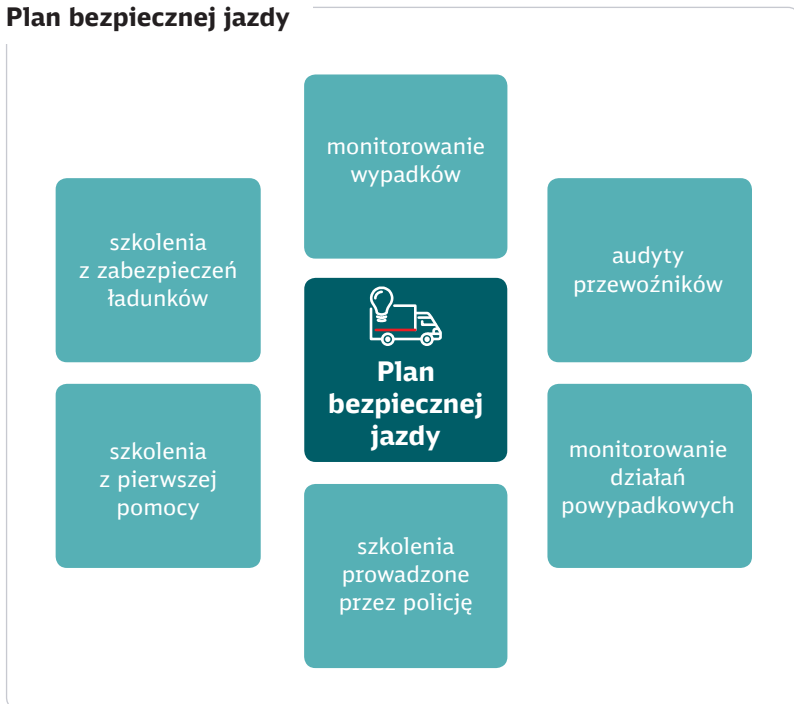 Plan bezpiecznej jazdy
monitorowanie
wypadków
szkolenia
z zabezpieczeń
ładunków
audyty
przewoźników
Plan
bezpiecznej
jazdy
szkolenia
z pierwszej
pomocy
monitorowanie
działań
powypadkowych
szkolenia
prowadzone
przez policję